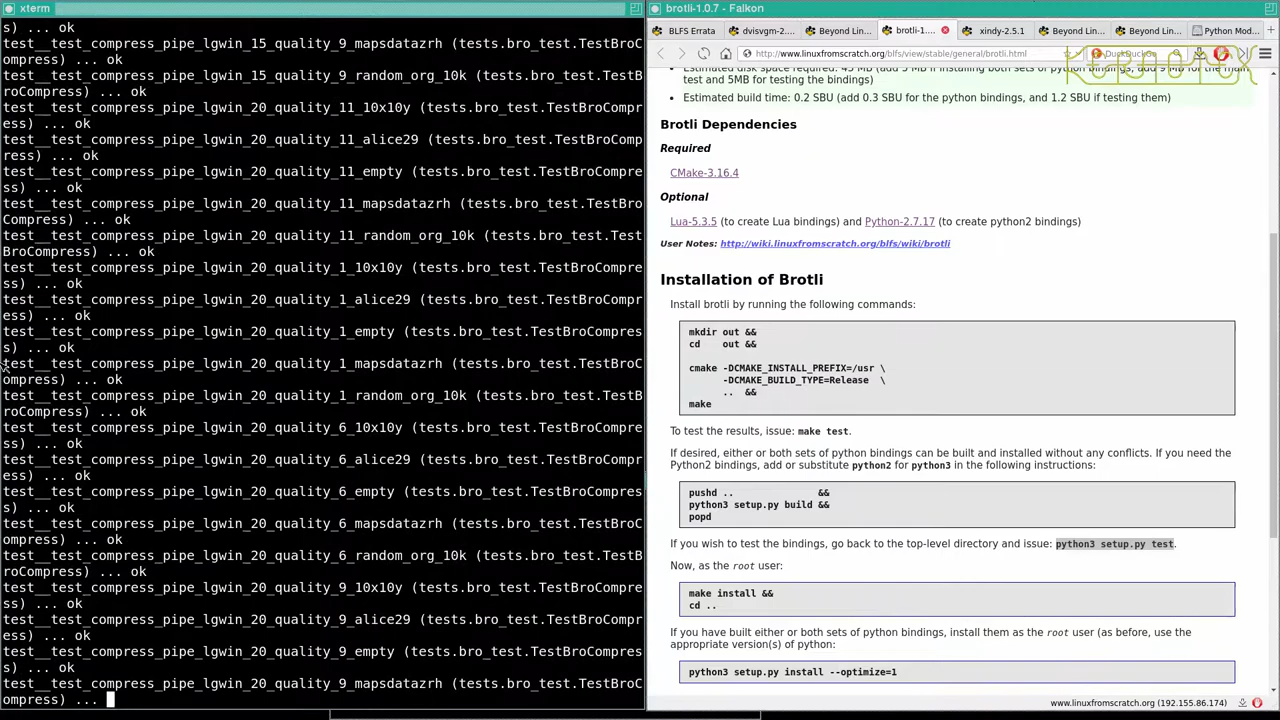 xterm
s) ... ok
test__test_compress_pipe_lgwin_15_quality_9_mapsdatazrh (tests.bro_test.TestBroC
ompress) ... ok
test__test_compress_pipe_lgwin_15_quality_9_random_org_10k (tests.bro_test.TestB
roCompress) ... ok
test__test_compress_pipe_lgwin_20_quality_11_10x10y (tests.bro_test.TestBroCompr
ess) ... ok
test__test_compress_pipe_lgwin_20_quality_11_alice29 (tests.bro_test.TestBroComp
ress) ... ok
test__test_compress_pipe_lgwin_20_quality_11_empty (tests.bro_test.TestBroCompre
ss) ... ok
test__test_compress_pipe_lgwin_20_quality_11_mapsdatazrh (tests.bro_test.TestBro
Compress) ... ok
test__test_compress_pipe_lgwin_20_quality_11_random_org_10k (tests.bro_test.Test
BroCompress) ... ok
test__test_compress_pipe_lgwin_20_quality_1_10x10y (tests.bro_test.TestBroCompre
ss) ... ok
test__test_compress_pipe_lgwin_20_quality_1_alice29 (tests.bro_test.TestBroCompr
ess) ... ok
test__test_compress_pipe_lgwin_20_quality_1_empty (tests.bro_test.TestBroCompres
s) ... ok
test__test_compress_pipe_lgwin_20_quality_1_mapsdatazrh (tests.bro_test.TestBroC
ompress) ... ok
test__test_compress_pipe_lgwin_20_quality_1_random_org_10k (tests.bro_test.TestB
roCompress) ... ok
test__test_compress_pipe_lgwin_20_quality_6_10x10y (tests.bro_test.TestBroCompre
ss) ... ok
test__test_compress_pipe_lgwin_20_quality_6_alice29 (tests.bro_test.TestBroCompr
ess) ... ok
test__test_compress_pipe_lgwin_20_quality_6_empty (tests.bro_test.TestBroCompres
s) ... ok
test__test_compress_pipe_lgwin_20_quality_6_mapsdatazrh (tests.bro_test.TestBroC
ompress) ... ok
test__test_compress_pipe_lgwin_20_quality_6_random_org_10k (tests.bro_test.TestB
roCompress) ... ok
test__test_compress_pipe_lgwin_20_quality_9_10x10y (tests.bro_test.TestBroCompre
ss) ... ok
test__test_compress_pipe_lgwin_20_quality_9_alice29 (tests.bro_test.TestBroCompr
ess) ... ok
test__test_compress_pipe_lgwin_20_quality_9_empty (tests.bro_test.TestBroCompres
s) ... ok
test__test_compress_pipe_lgwin_20_quality_9_mapsdatazrh (tests.bro_test.TestBroC
ompress) ...
brotli-1.0.7 - Falkon
BLFS Errata dvisvgm-2.... Beyond Lin... brotli-1.... xindy-2.5.1 Beyond Lin... Beyond Lin... Python Mod...
http://www.linuxfromscratch.org/blfs/view/stable/general/brotli.html DuckDuckGo
test and 5MB for testing the bindings)
Estimated build time: 0.2 SBU (add 0.3 SBU for the python bindings, and 1.2 SBU if testing them)
Brotli Dependencies
Required
CMake-3.16.4
Optional
Lua-5.3.5 (to create Lua bindings) and Python-2.7.17 (to create python2 bindings)
User Notes: http://wiki.linuxfromscratch.org/blfs/wiki/brotli
Installation of Brotli
Install brotli by running the following commands:
mkdir out &&
cd out &&
cmake -DCMAKE_INSTALL_PREFIX=/usr \
-DCMAKE_BUILD_TYPE=Release \
.. &&
make
To test the results, issue: make test.
If desired, either or both sets of python bindings can be built and installed without any conflicts. If you need the
Python2 bindings, add or substitute python2 for python3 in the following instructions:
pushd .. &&
python3 setup.py build &&
popd
If you wish to test the bindings, go back to the top-level directory and issue: python3 setup.py test.
Now, as the root user:
make install &&
cd ..
If you have built either or both sets of python bindings, install them as the root user (as before, use the
appropriate version(s) of python:
python3 setup.py install --optimize=1
www.linuxfromscratch.org (192.155.86.174)